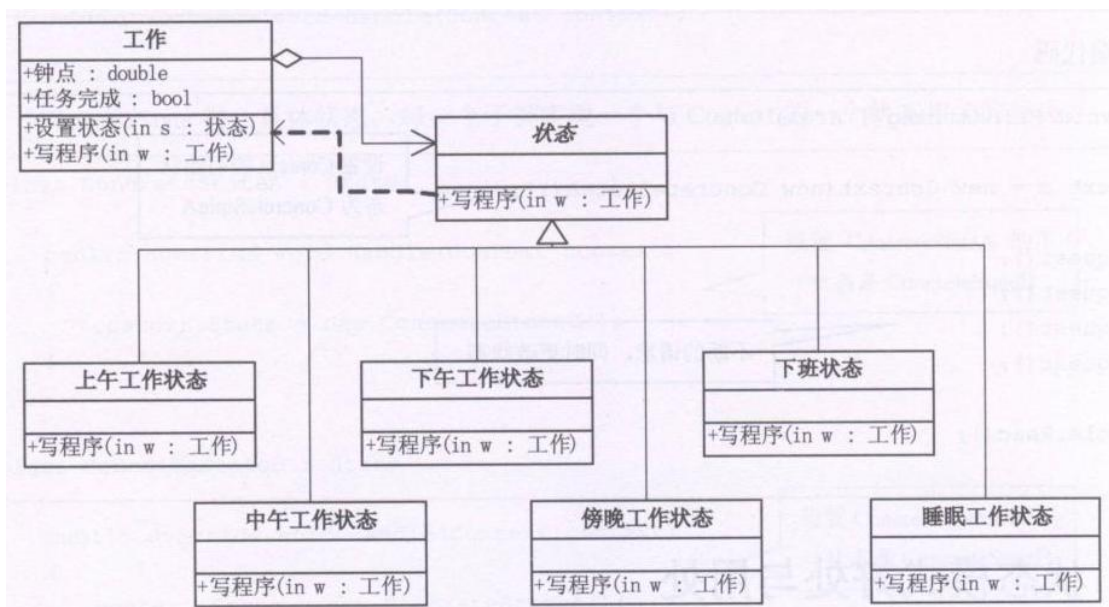 工作
+钟点 : double
+任务完成 : bool
+设置状态(in s : 状态)
+写程序(in w : 工作)
状态
+写程序(in w : 工作)
上午工作状态
+写程序(in w : 工作)
下午工作状态
+写程序(in w : 工作)
下班状态
+写程序(in w : 工作)
中午工作状态
+写程序(in w : 工作)
傍晚工作状态
+写程序(in w : 工作)
睡眠工作状态
+写程序(in w : 工作)